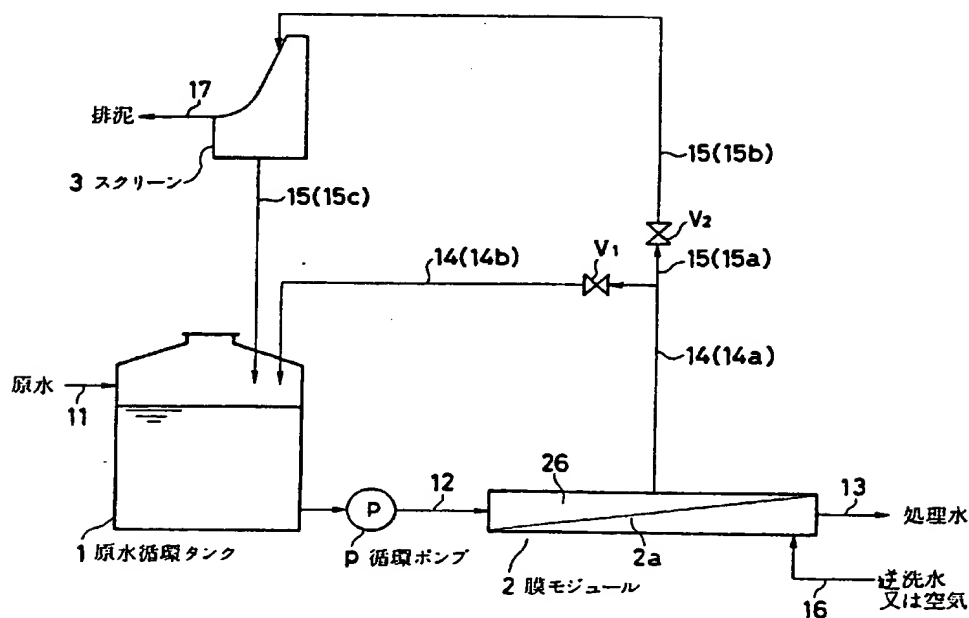 17
排泥
3 スクリーン
15(15c)
15(15b)
V2
15(15a)
V1
14(14b)
14(14a)
原水
11
1 原水循環タンク
P
P 循環ポンプ
12
26
2a
2 膜モジュール
13
処理水
16
逆洗水
又は空気